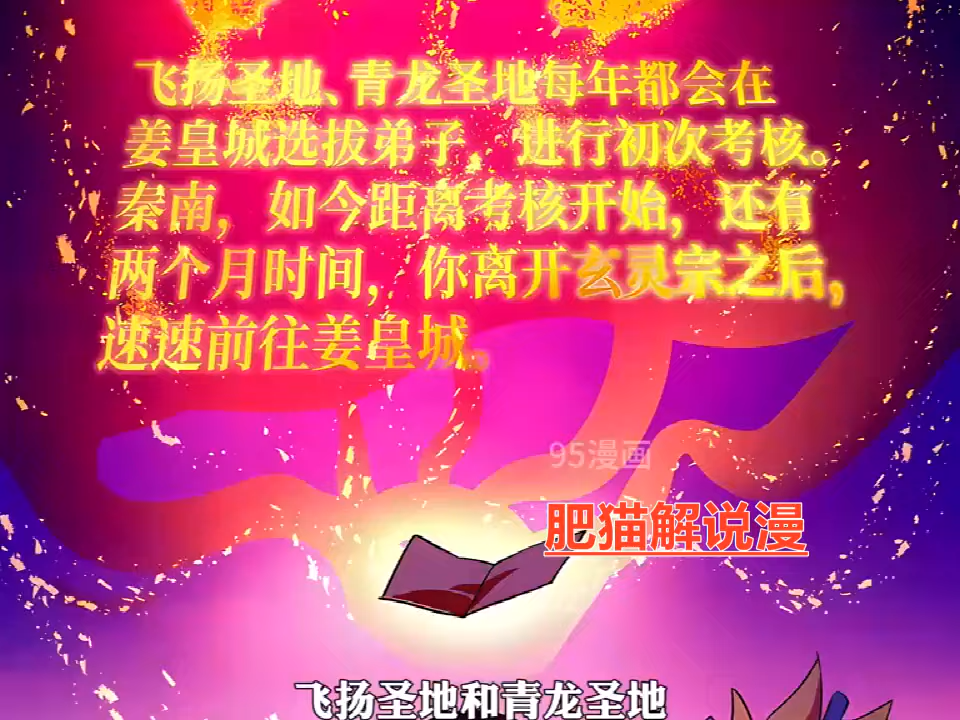 飞扬圣地、青龙圣地每年都会在
姜皇城选拔弟子，进行初次考核。
秦南，如今距离考核开始，还有
两个月时间，你离开玄灵宗之后，
速速前往姜皇城。
95漫画
肥猫解说漫
飞扬圣地和青龙圣地